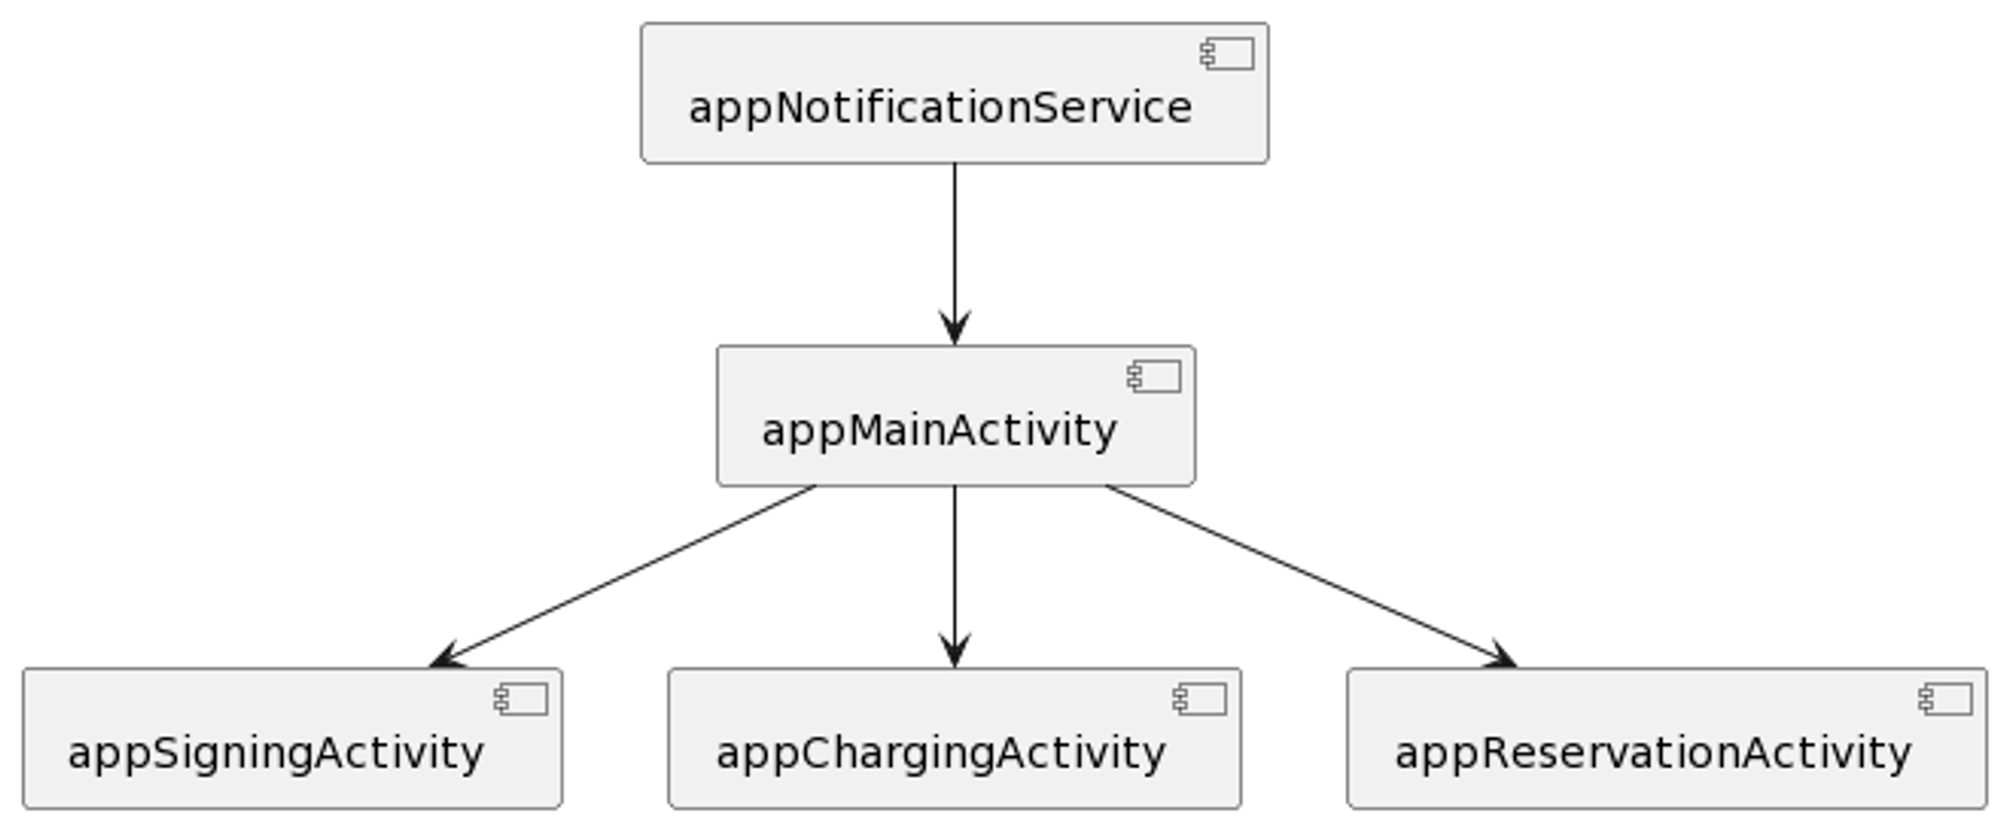 appNotificationService
appMainActivity
appSigningActivity
appChargingActivity
appReservationActivity